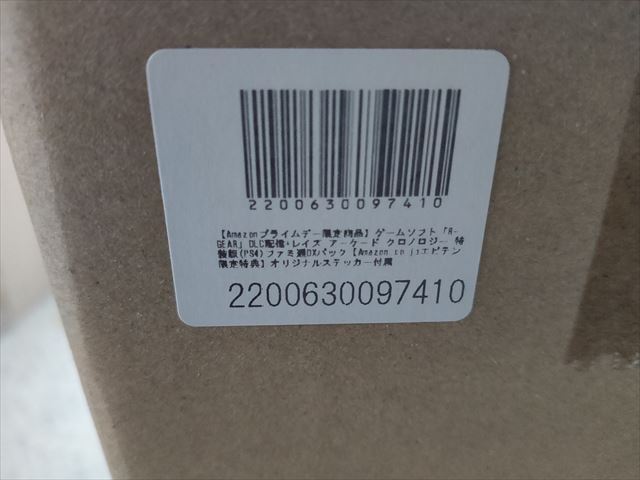 2200630097410
【Amazonプライムデー限定商品】ゲームソフト「R-
GEAR」DLC配信+レイズ アーケード クロノロジー 特
装版(PS4)ファミ通DXパック【Amazon.co.jpエビテン
限定特典】オリジナルステッカー付属
2200630097410